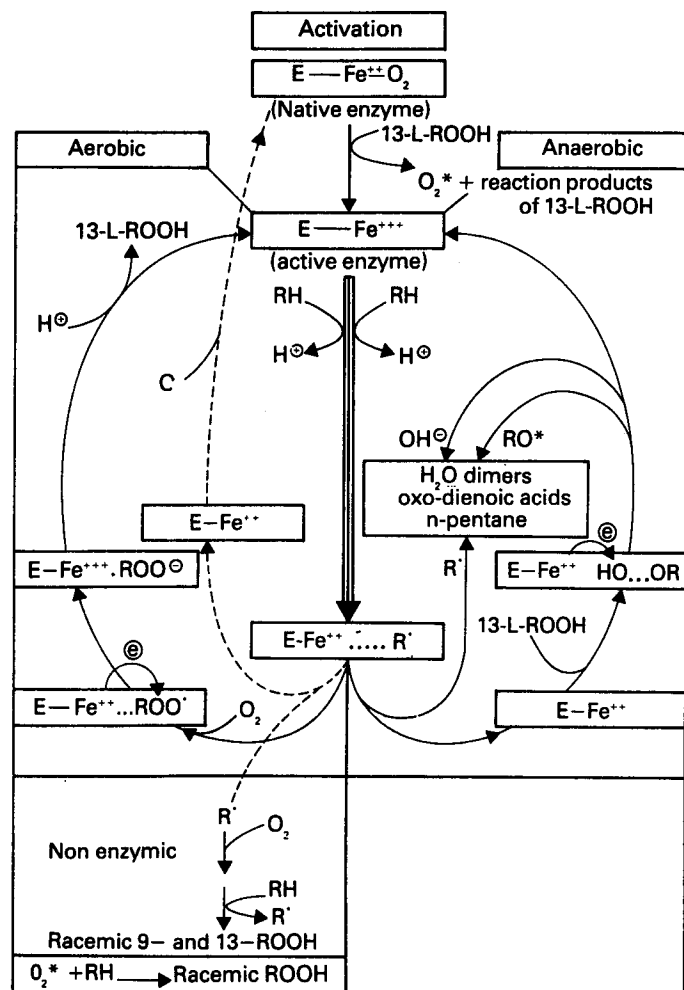 Activation
E — Fe⁺⁺=O₂
(Native enzyme)
13-L-ROOH
Aerobic
Anaerobic
O₂* + reaction products
of 13-L-ROOH
E — Fe⁺⁺⁺
(active enzyme)
13-L-ROOH
H⊕
RH
RH
H⊕
H⊕
C
OH⊖
RO*
H₂O dimers
oxo-dienoic acids
n-pentane
E–Fe⁺⁺
E–Fe⁺⁺⁺·ROO⊖
R·
ⓔ
E–Fe⁺⁺ HO...OR
13-L-ROOH
E-Fe⁺⁺ ..... R·
ⓔ
E — Fe⁺⁺...ROO·
O₂
E–Fe⁺⁺
R·
O₂
Non enzymic
RH
R·
Racemic 9– and 13–ROOH
O₂* +RH → Racemic ROOH